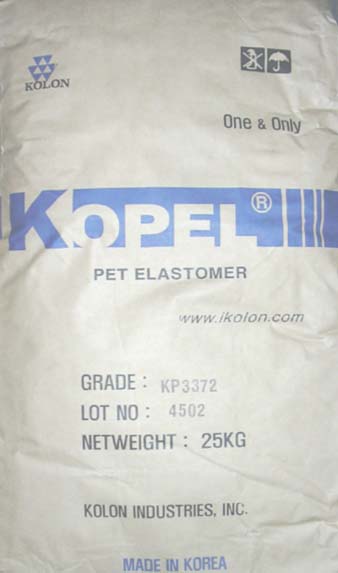 KOLON
One & Only
KOPEL®
PET ELASTOMER
www.ikolon.com
GRADE : KP3372
LOT NO : 4502
NETWEIGHT : 25KG
KOLON INDUSTRIES, INC.
MADE IN KOREA